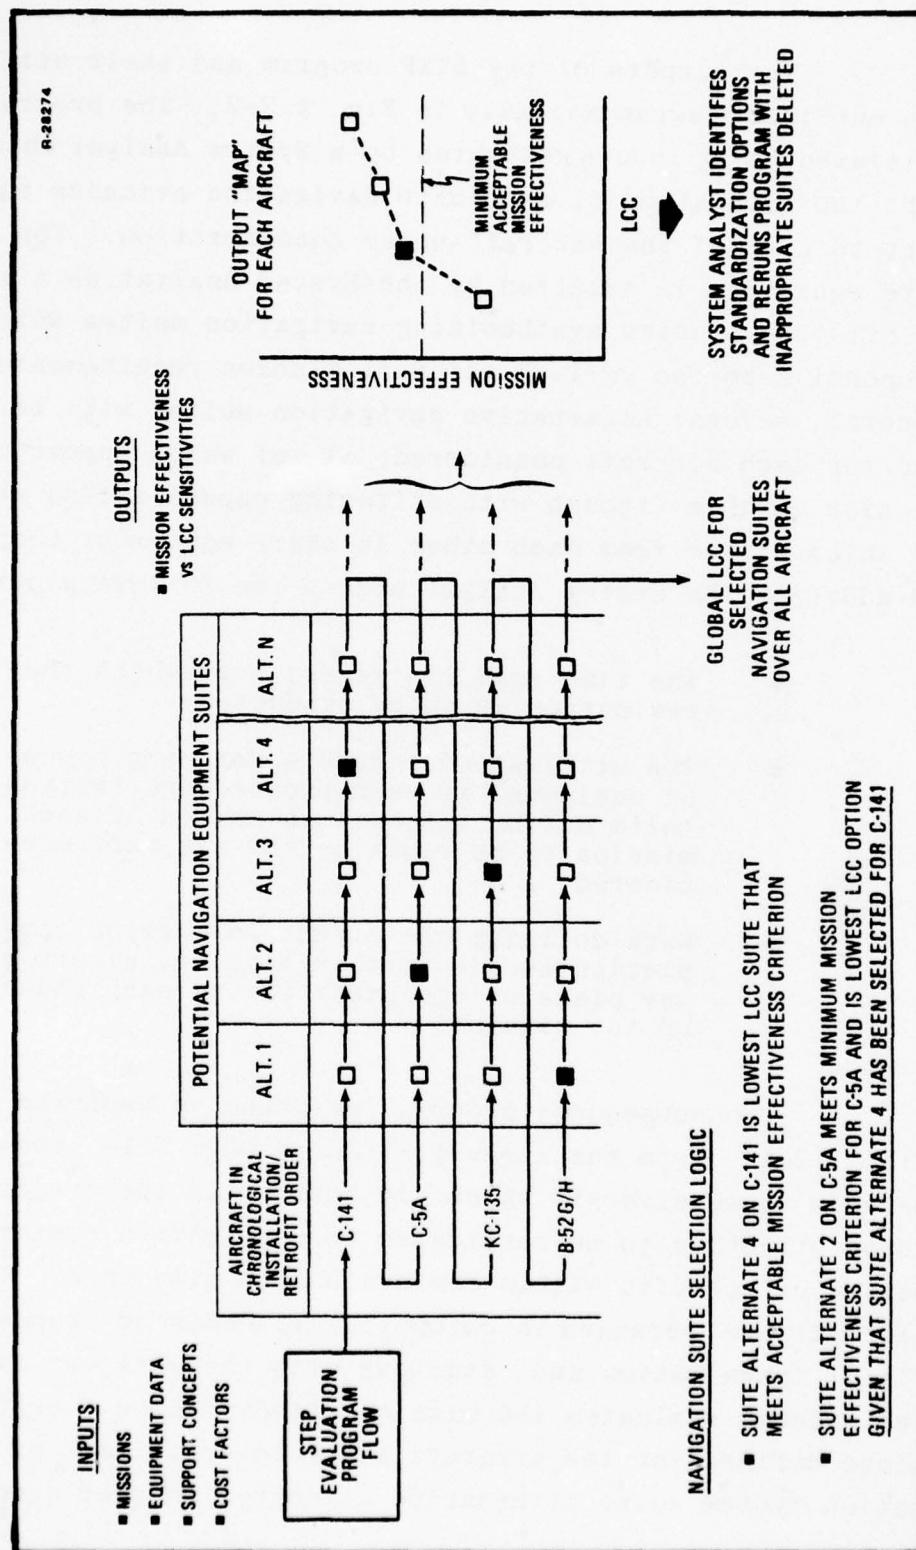 R-28274
INPUTS
■ MISSIONS
■ EQUIPMENT DATA
■ SUPPORT CONCEPTS
■ COST FACTORS
STEP
EVALUATION
PROGRAM
FLOW
AIRCRAFT IN
CHRONOLOGICAL
INSTALLATION/
RETROFIT ORDER
C-141
C-5A
KC-135
B-52G/H
POTENTIAL NAVIGATION EQUIPMENT SUITES
ALT. 1
ALT. 2
ALT. 3
ALT. 4
ALT. N
OUTPUTS
■ MISSION EFFECTIVENESS
vs LCC SENSITIVITIES
OUTPUT "MAP"
FOR EACH AIRCRAFT
MISSION EFFECTIVENESS
MINIMUM
ACCEPTABLE
MISSION
EFFECTIVENESS
LCC
GLOBAL LCC FOR
SELECTED
NAVIGATION SUITES
OVER ALL AIRCRAFT
SYSTEM ANALYST IDENTIFIES
STANDARDIZATION OPTIONS
AND RERUNS PROGRAM WITH
INAPPROPRIATE SUITES DELETED
NAVIGATION SUITE SELECTION LOGIC
■ SUITE ALTERNATE 4 ON C-141 IS LOWEST LCC SUITE THAT
MEETS ACCEPTABLE MISSION EFFECTIVENESS CRITERION
■ SUITE ALTERNATE 2 ON C-5A MEETS MINIMUM MISSION
EFFECTIVENESS CRITERION FOR C-5A AND IS LOWEST LCC OPTION
GIVEN THAT SUITE ALTERNATE 4 HAS BEEN SELECTED FOR C-141